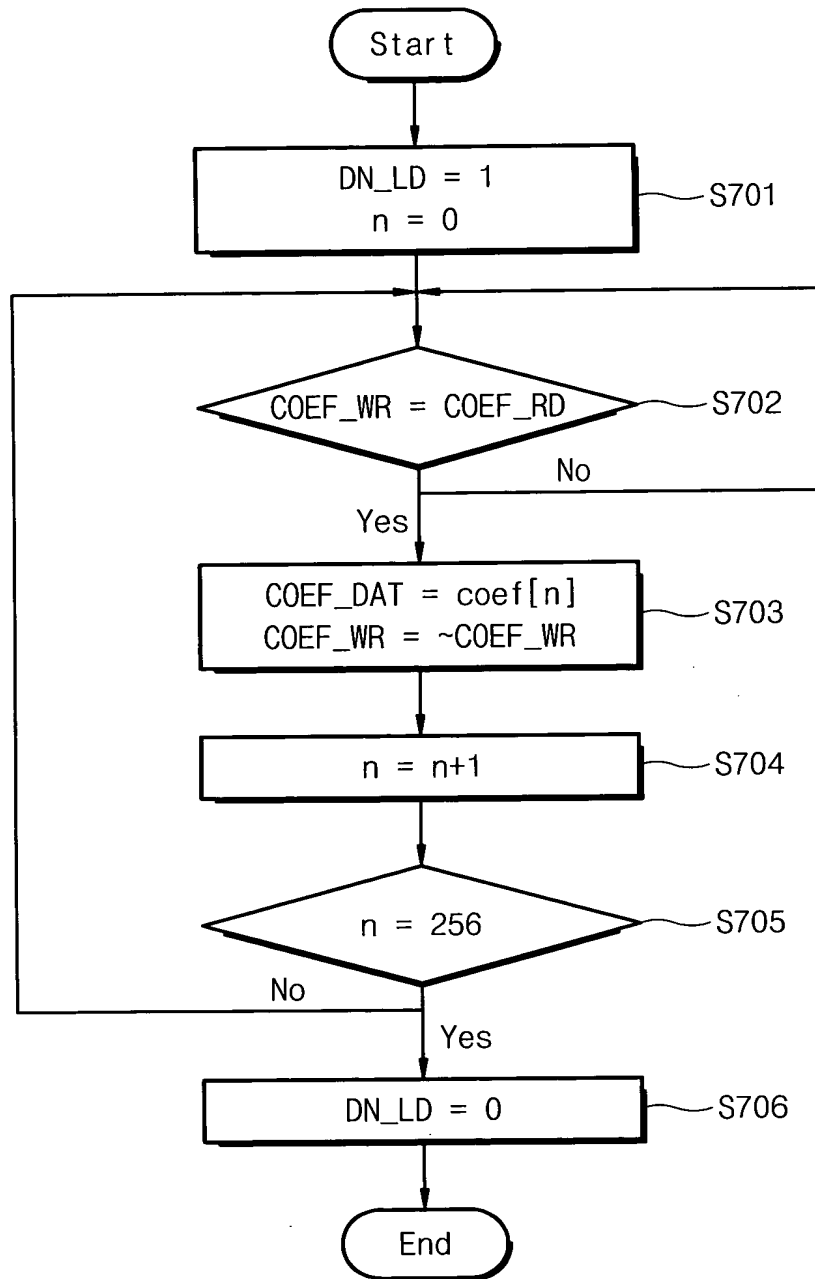 Start
DN_LD = 1
n = 0
S701
COEF_WR = COEF_RD
S702
No
Yes
COEF_DAT = coef[n]
COEF_WR = ~COEF_WR
S703
n = n+1
S704
n = 256
S705
No
Yes
DN_LD = 0
S706
End